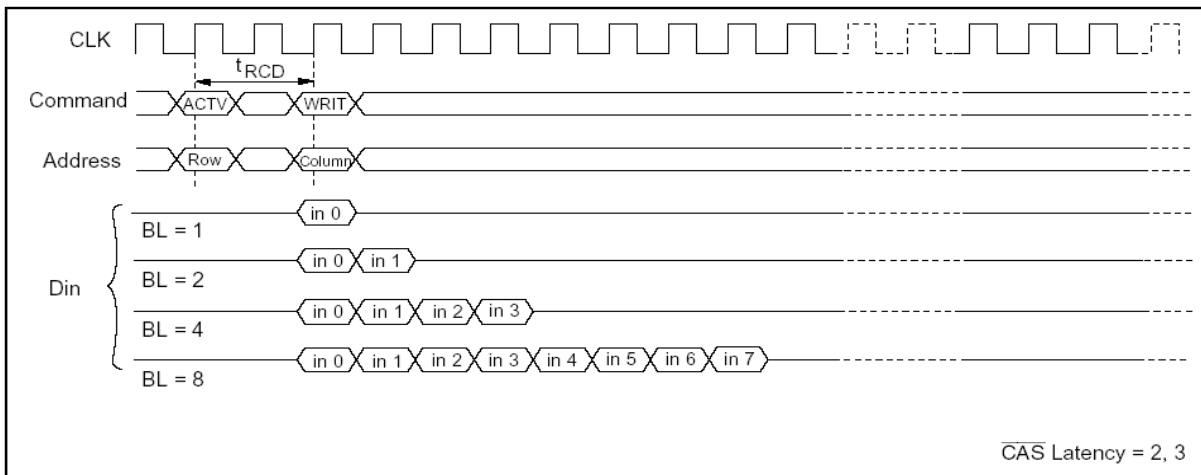 CLK
tRCD
Command ACTV WRIT
Address Row Column
in 0
BL = 1
in 0 in 1
BL = 2
Din
in 0 in 1 in 2 in 3
BL = 4
in 0 in 1 in 2 in 3 in 4 in 5 in 6 in 7
BL = 8
CAS Latency = 2, 3